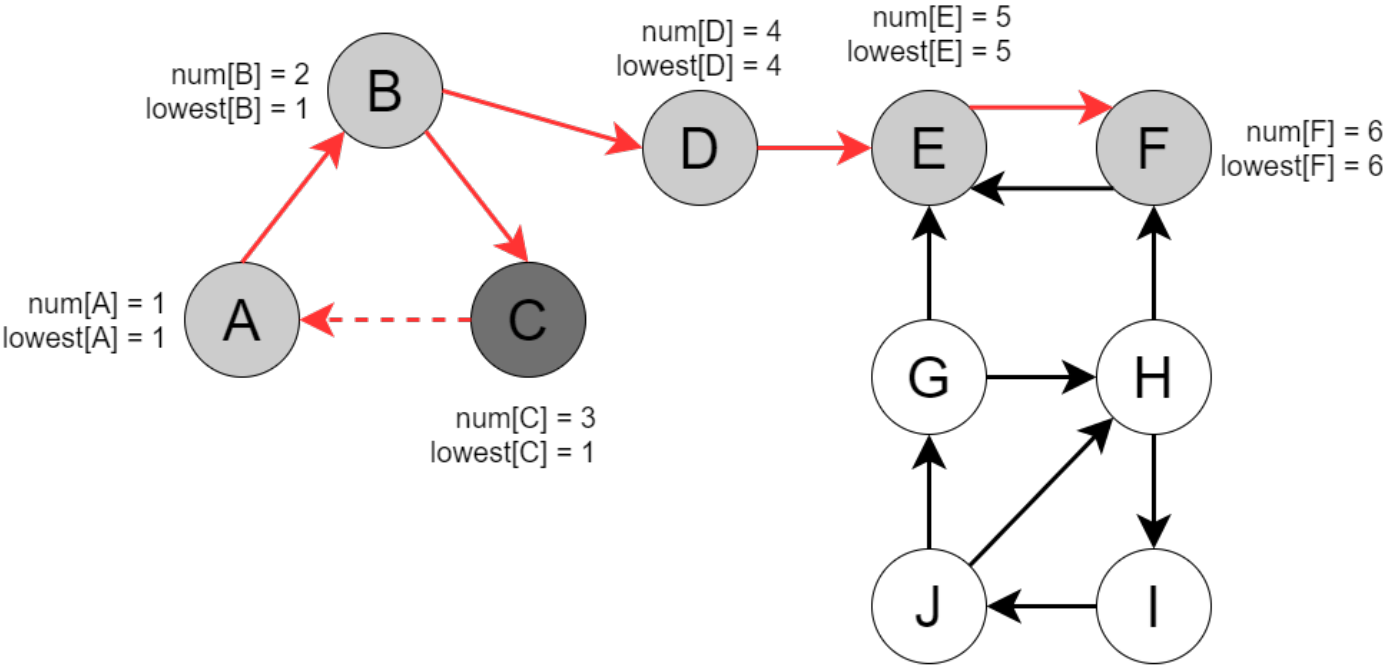 num[E] = 5
lowest[E] = 5
num[D] = 4
lowest[D] = 4
num[B] = 2
lowest[B] = 1
B
D
E
F
num[F] = 6
lowest[F] = 6
num[A] = 1
lowest[A] = 1
A
C
num[C] = 3
lowest[C] = 1
G
H
J
I